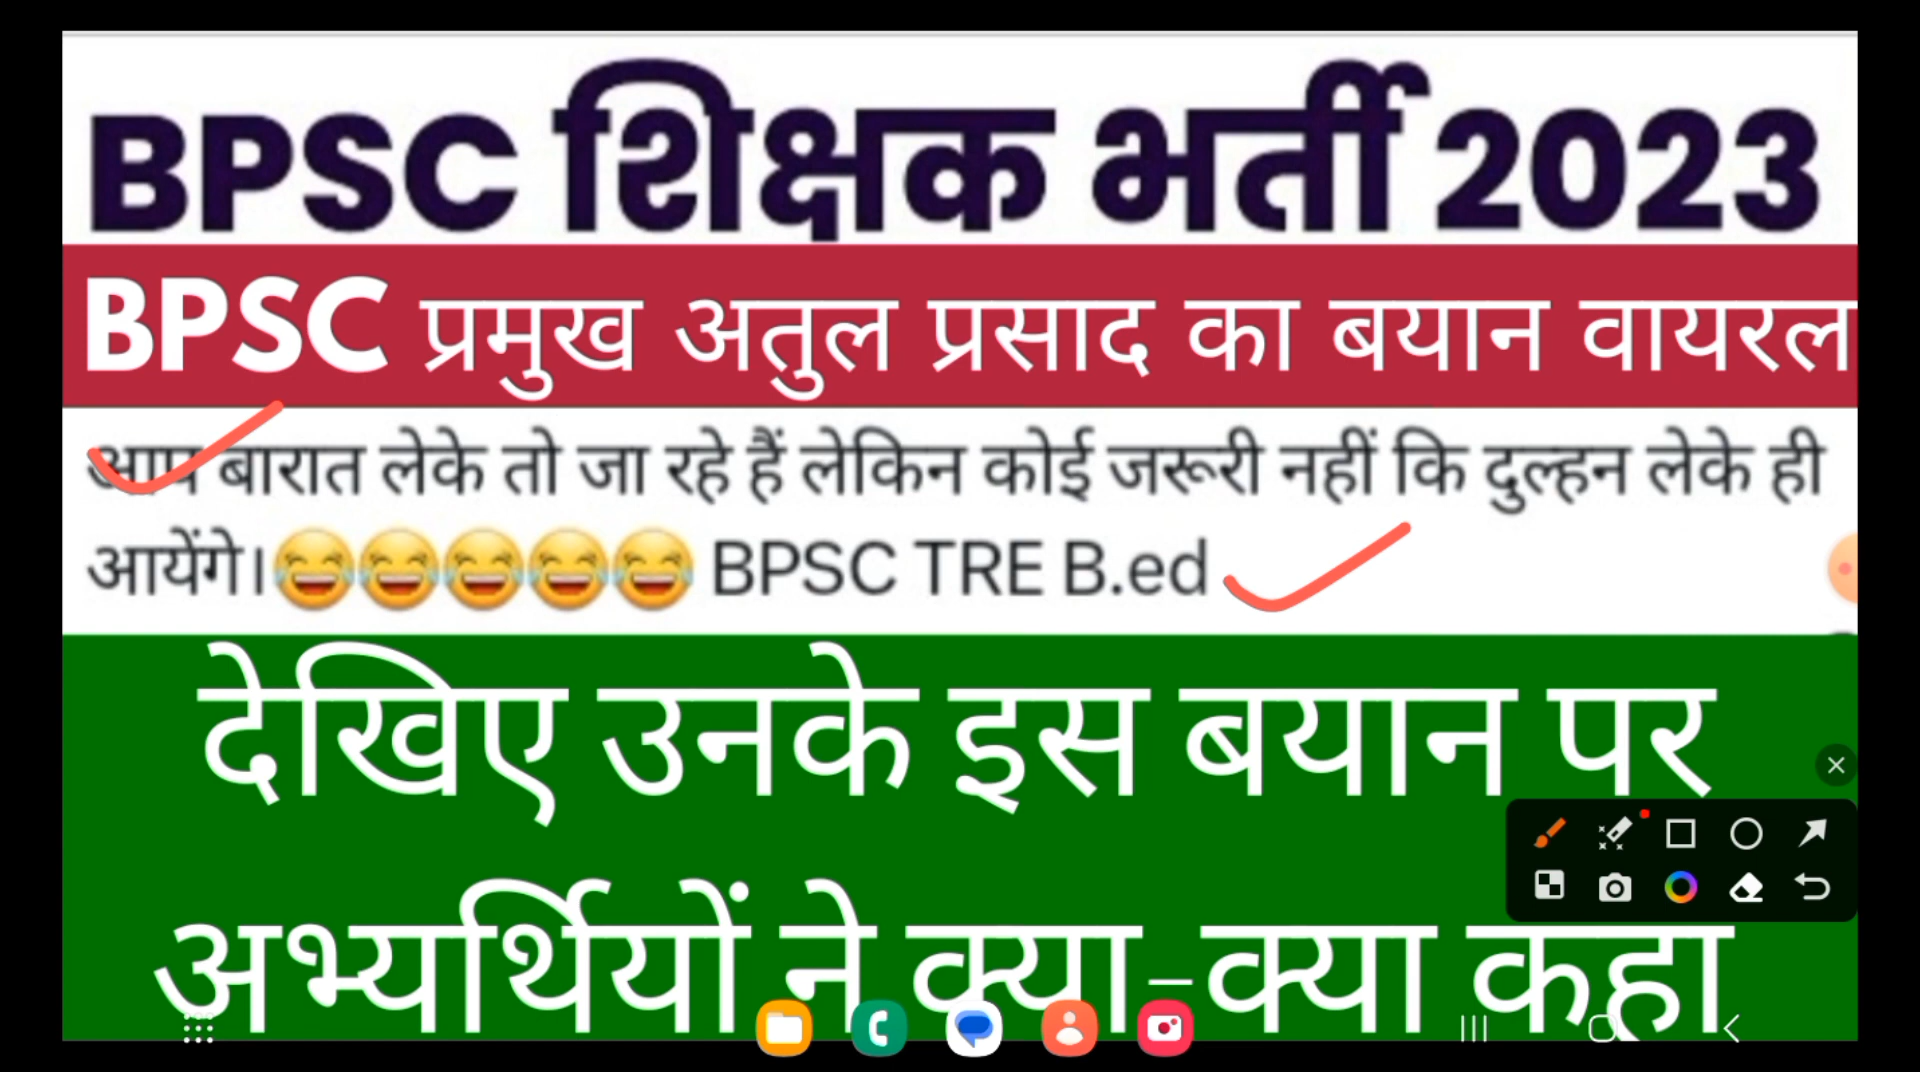 BPSC शिक्षक भर्ती 2023
BPSC प्रमुख अतुल प्रसाद का बयान वायरल
आप बारात लेके तो जा रहे हैं लेकिन कोई जरूरी नहीं कि दुल्हन लेके ही
आयेंगे।😂😂😂😂😂 BPSC TRE B.ed
देखिए उनके इस बयान पर
अभ्यर्थियों ने क्या-क्या कहा